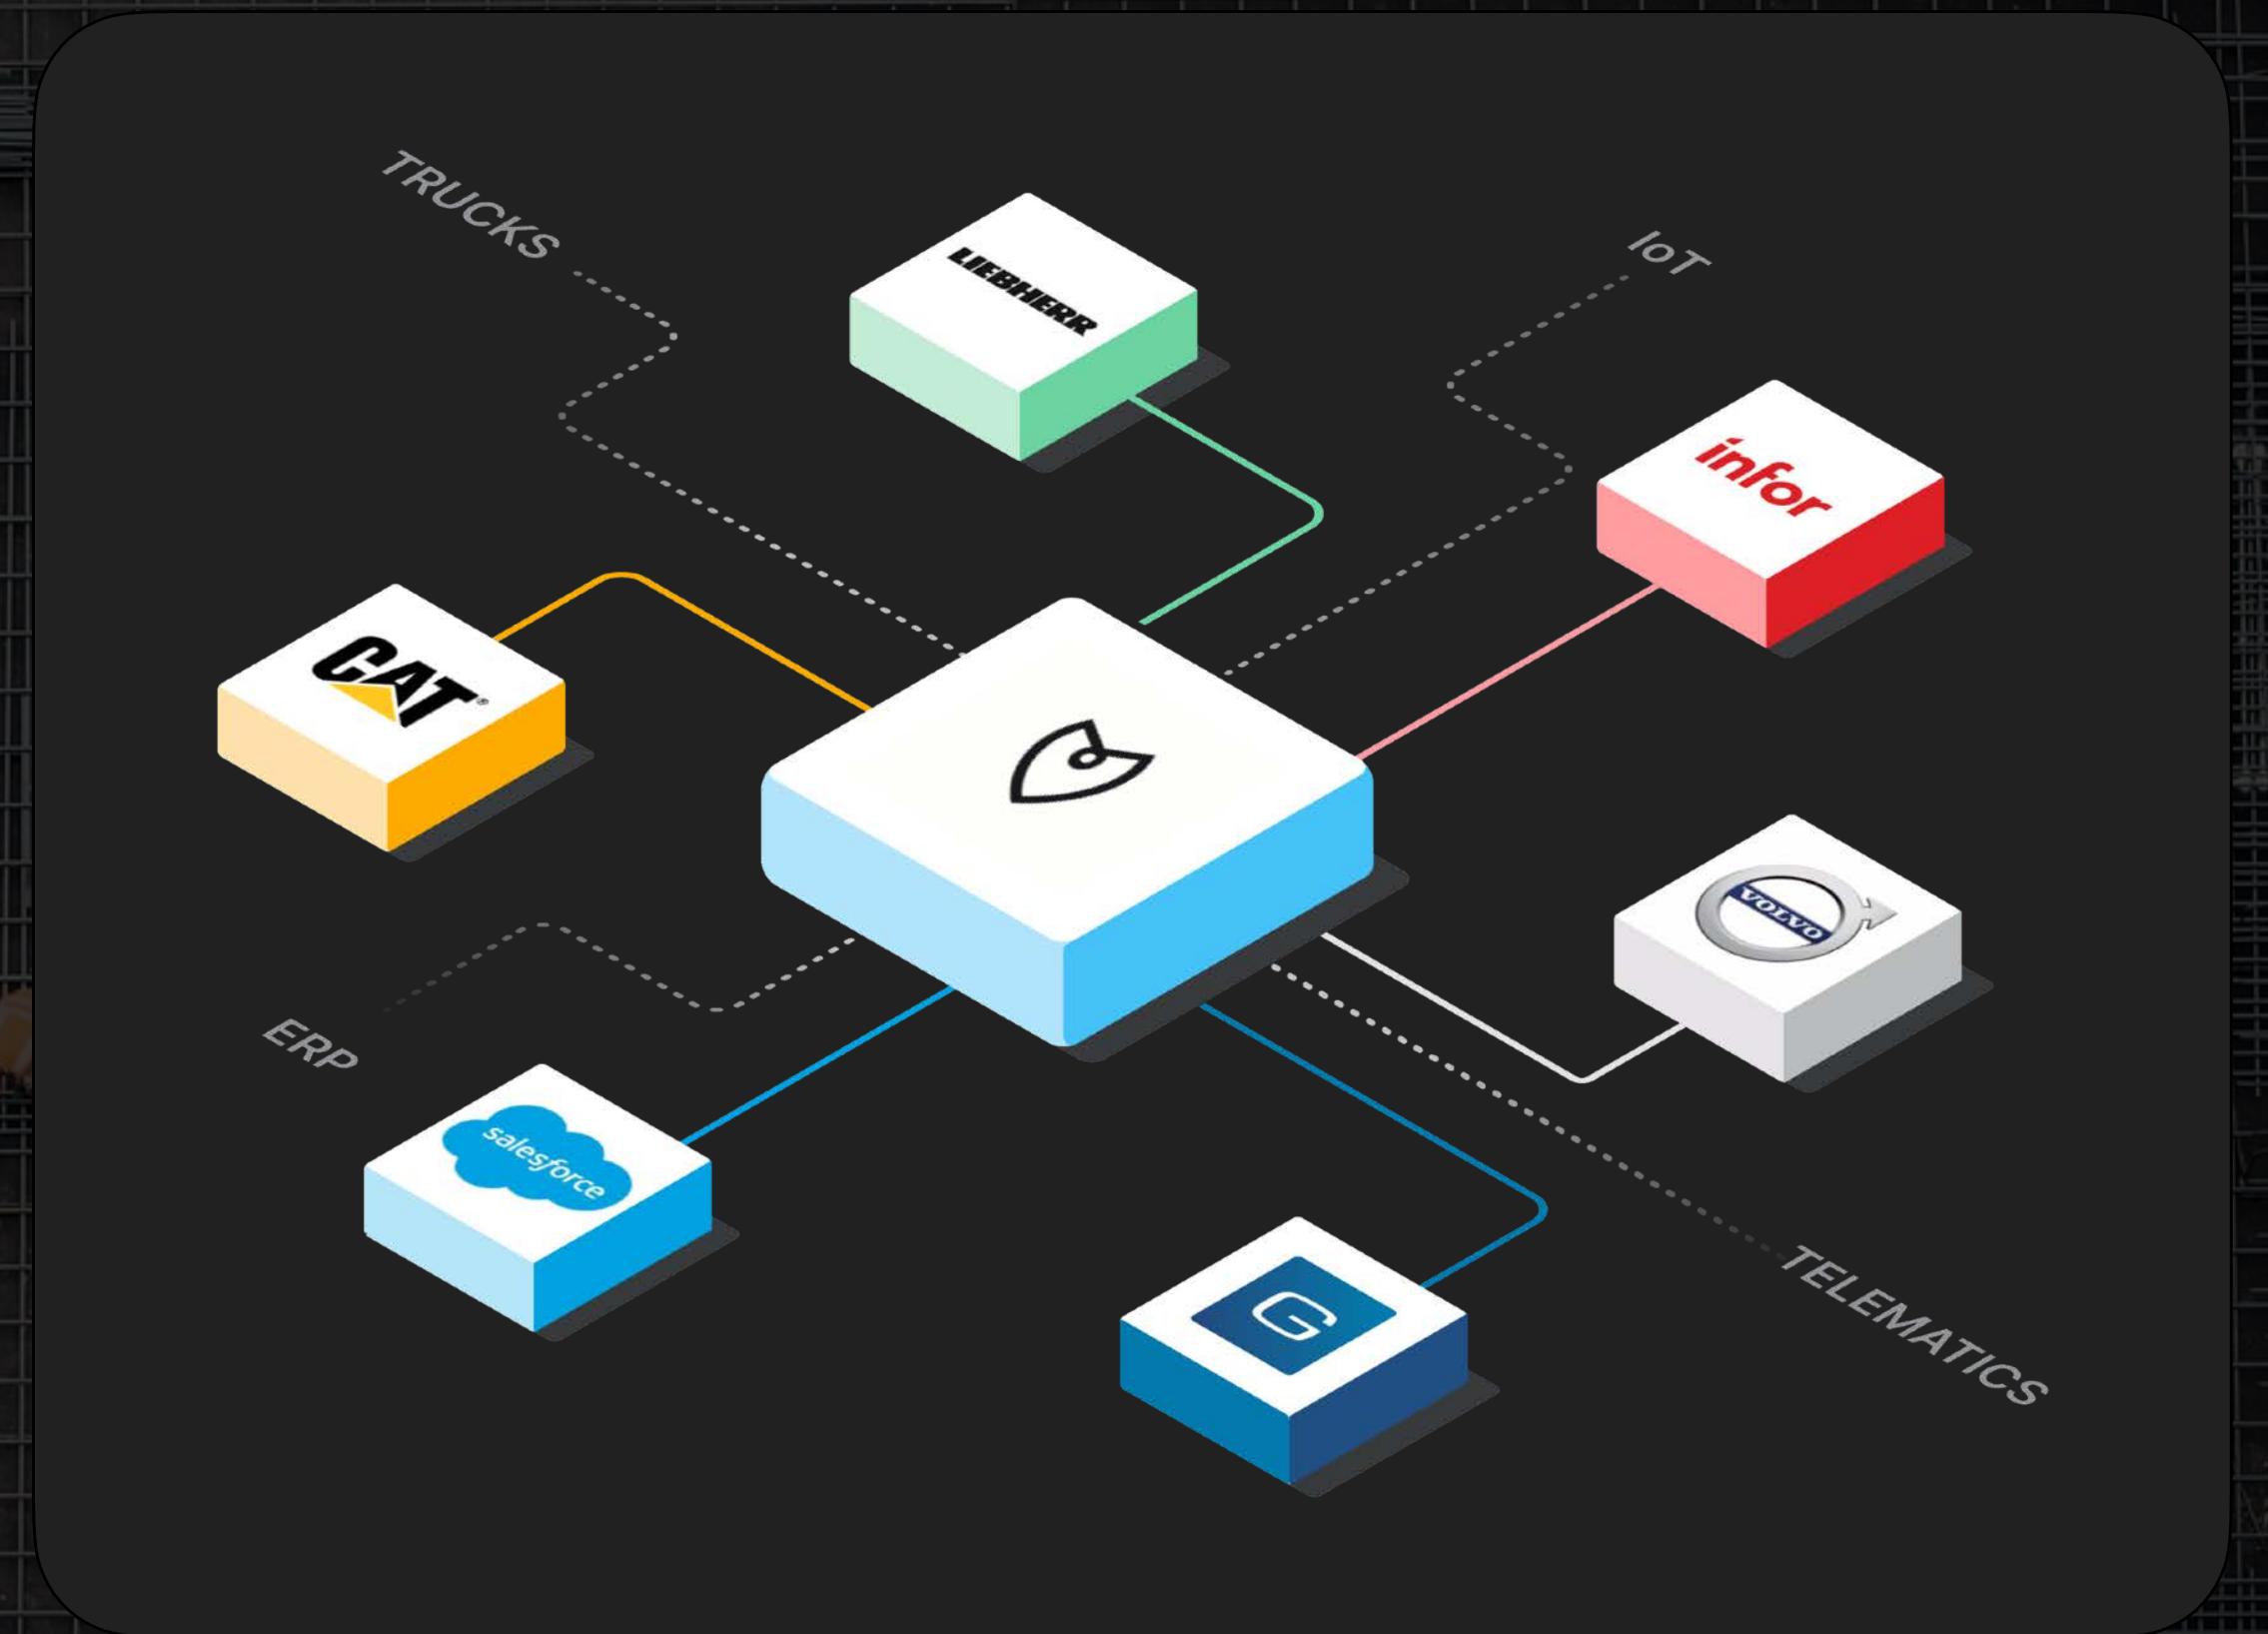 TRUCKS
LIEBHERR
IoT
infor
CAT®
VOLVO
ERP
salesforce
G
TELEMATICS